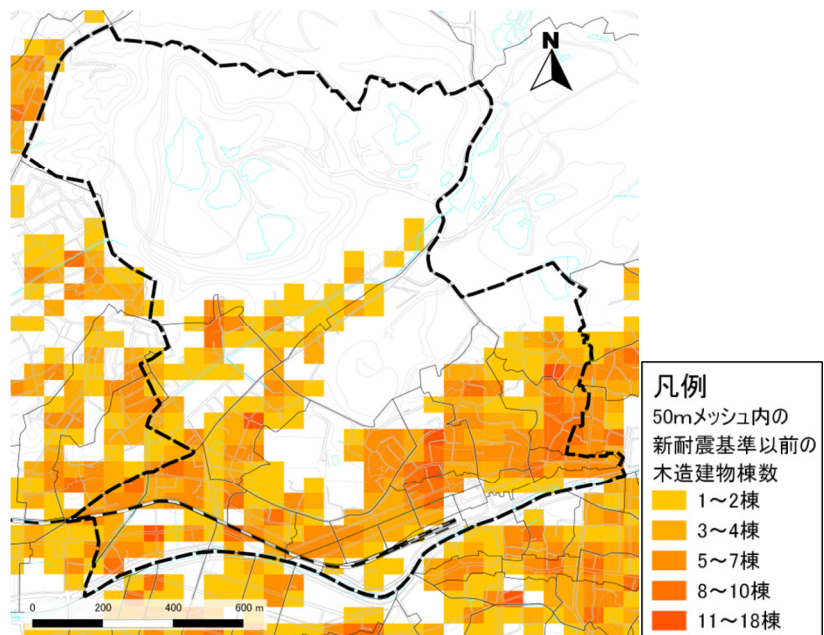 N
0 200 400 600 m
凡例
50mメッシュ内の
新耐震基準以前の
木造建物棟数
1～2棟
3～4棟
5～7棟
8～10棟
11～18棟